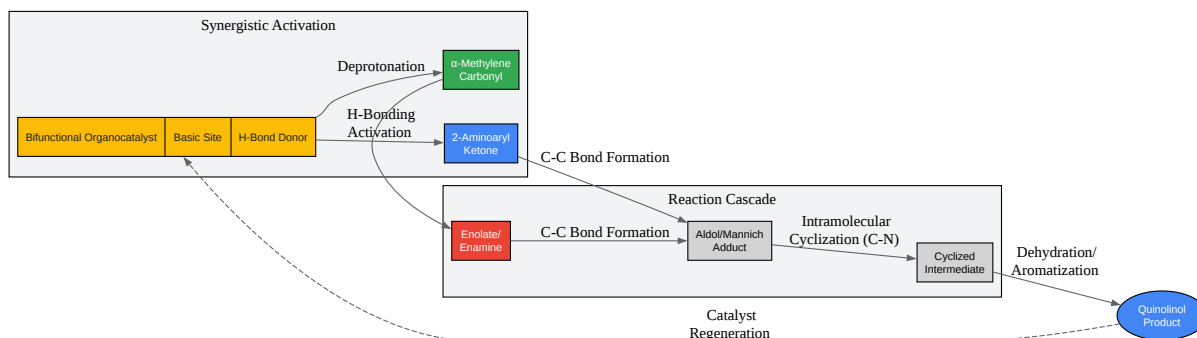 Synergistic Activation
Deprotonation
α-Methylene
Carbonyl
H-Bonding
Activation
Bifunctional Organocatalyst
Basic Site
H-Bond Donor
2-Aminoaryl
Ketone
C-C Bond Formation
Reaction Cascade
Enolate/
Enamine
C-C Bond Formation
Aldol/Mannich
Adduct
Intramolecular
Cyclization (C-N)
Cyclized
Intermediate
Dehydration/
Aromatization
Quinolinol
Product
Catalyst
Regeneration